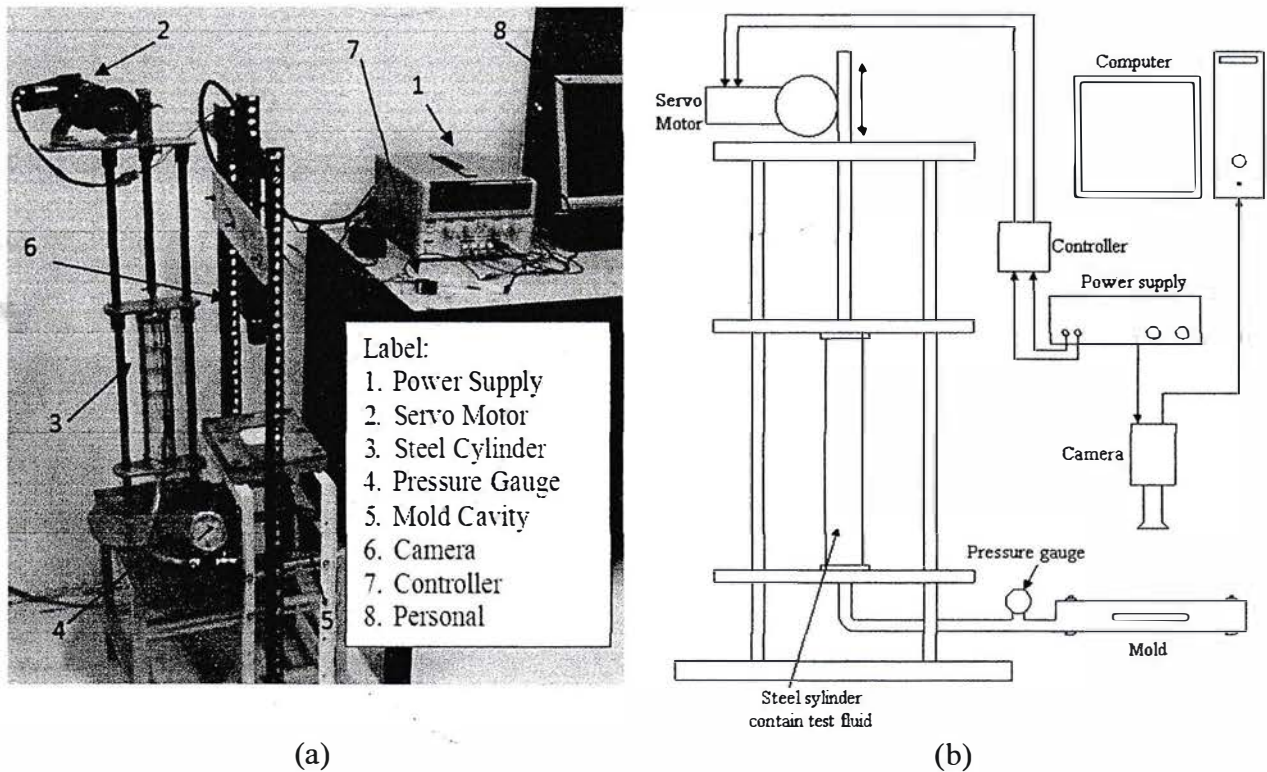 2
7
8
1
6
3
4
5
Label:
1. Power Supply
2. Servo Motor
3. Steel Cylinder
4. Pressure Gauge
5. Mold Cavity
6. Camera
7. Controller
8. Personal
(a)
Computer
Servo
Motor
Controller
Power supply
Camera
Pressure gauge
Mold
Steel sylinder
contain test fluid
(b)